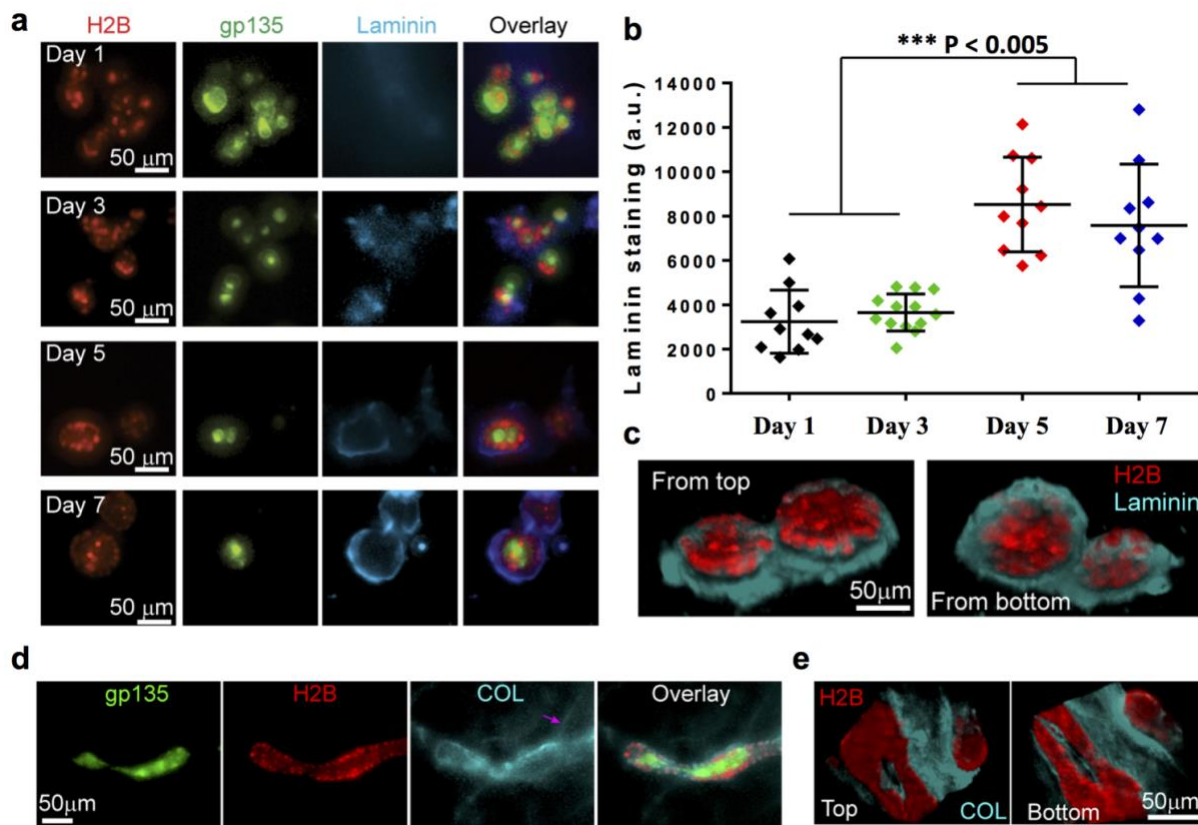 a
H2B gp135 Laminin Overlay
Day 1
50 μm
Day 3
50 μm
Day 5
50 μm
Day 7
50 μm
b
*** P < 0.005
Laminin staining (a.u.)
14000
12000
10000
8000
6000
4000
2000
0
Day 1 Day 3 Day 5 Day 7
c
From top
50μm
H2B
Laminin
From bottom
d
gp135 H2B COL Overlay
50μm
e
H2B
Top COL
Bottom 50μm